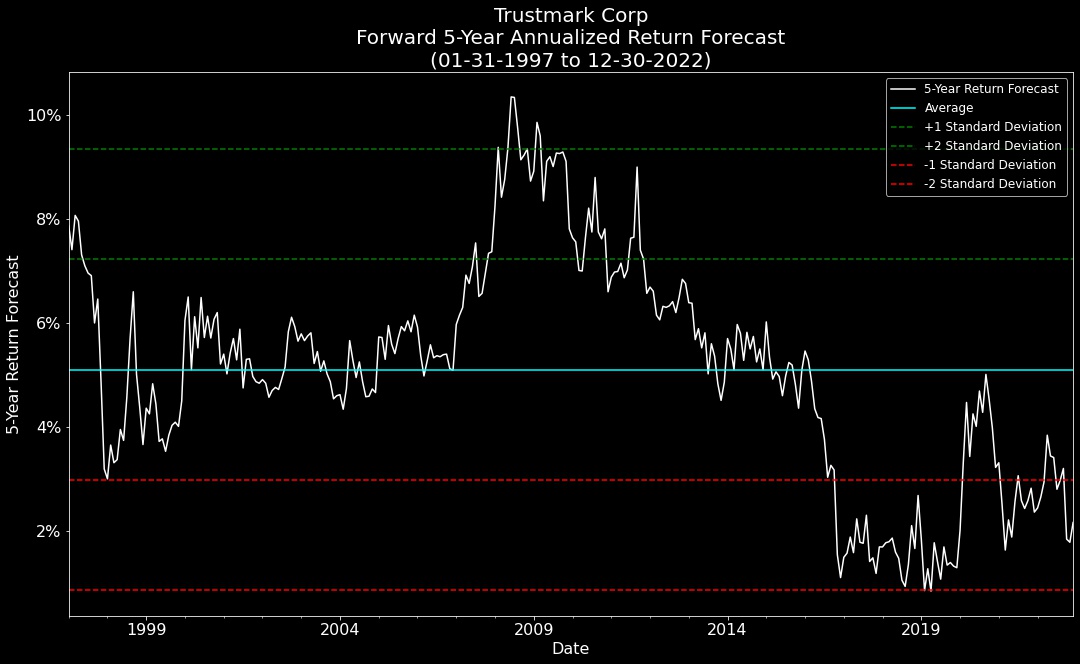 Trustmark Corp
Forward 5-Year Annualized Return Forecast
(01-31-1997 to 12-30-2022)
5-Year Return Forecast
Average
+1 Standard Deviation
+2 Standard Deviation
-1 Standard Deviation
-2 Standard Deviation
5-Year Return Forecast
10%
8%
6%
4%
2%
1999 2004 2009 2014 2019
Date